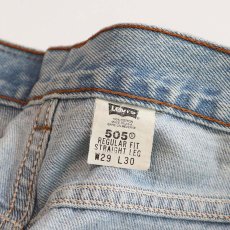 Levi's
505®
REGULAR FIT
STRAIGHT LEG
W29 L30